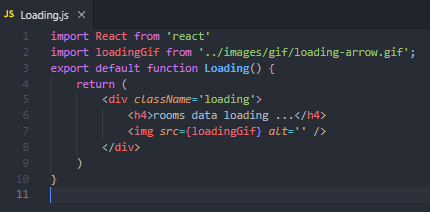 JS Loading.js ×
1 import React from 'react'
2 import loadingGif from '../images/gif/loading-arrow.gif';
3 export default function Loading() {
4     return (
5         <div className='loading'>
6             <h4>rooms data loading ...</h4>
7             <img src={loadingGif} alt='' />
8         </div>
9     )
10 }
11